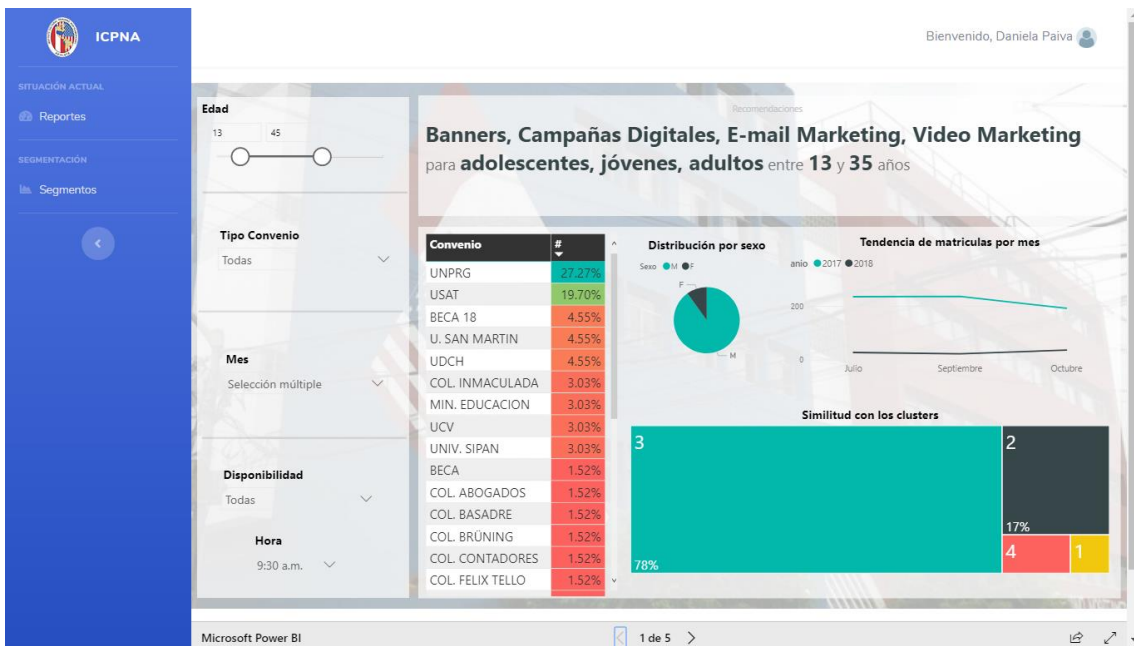 ICPNA
Bienvenido, Daniela Paiva
SITUACIÓN ACTUAL
Reportes
SEGMENTACIÓN
Segmentos
Edad
13 45
Tipo Convenio
Todas
Mes
Selección múltiple
Disponibilidad
Todas
Hora
9:30 a.m.
Recomendaciones
Banners, Campañas Digitales, E-mail Marketing, Video Marketing
para adolescentes, jóvenes, adultos entre 13 y 35 años
Convenio #
UNPRG 27.27%
USAT 19.70%
BECA 18 4.55%
U. SAN MARTIN 4.55%
UDCH 4.55%
COL. INMACULADA 3.03%
MIN. EDUCACION 3.03%
UCV 3.03%
UNIV. SIPAN 3.03%
BECA 1.52%
COL. ABOGADOS 1.52%
COL. BASADRE 1.52%
COL. BRÜNING 1.52%
COL. CONTADORES 1.52%
COL. FELIX TELLO 1.52%
Distribución por sexo
Sexo M F
F
M
Tendencia de matriculas por mes
anio 2017 2018
200
0
Julio Septiembre Octubre
Similitud con los clusters
3
78%
2
17%
4
1
Microsoft Power BI
1 de 5